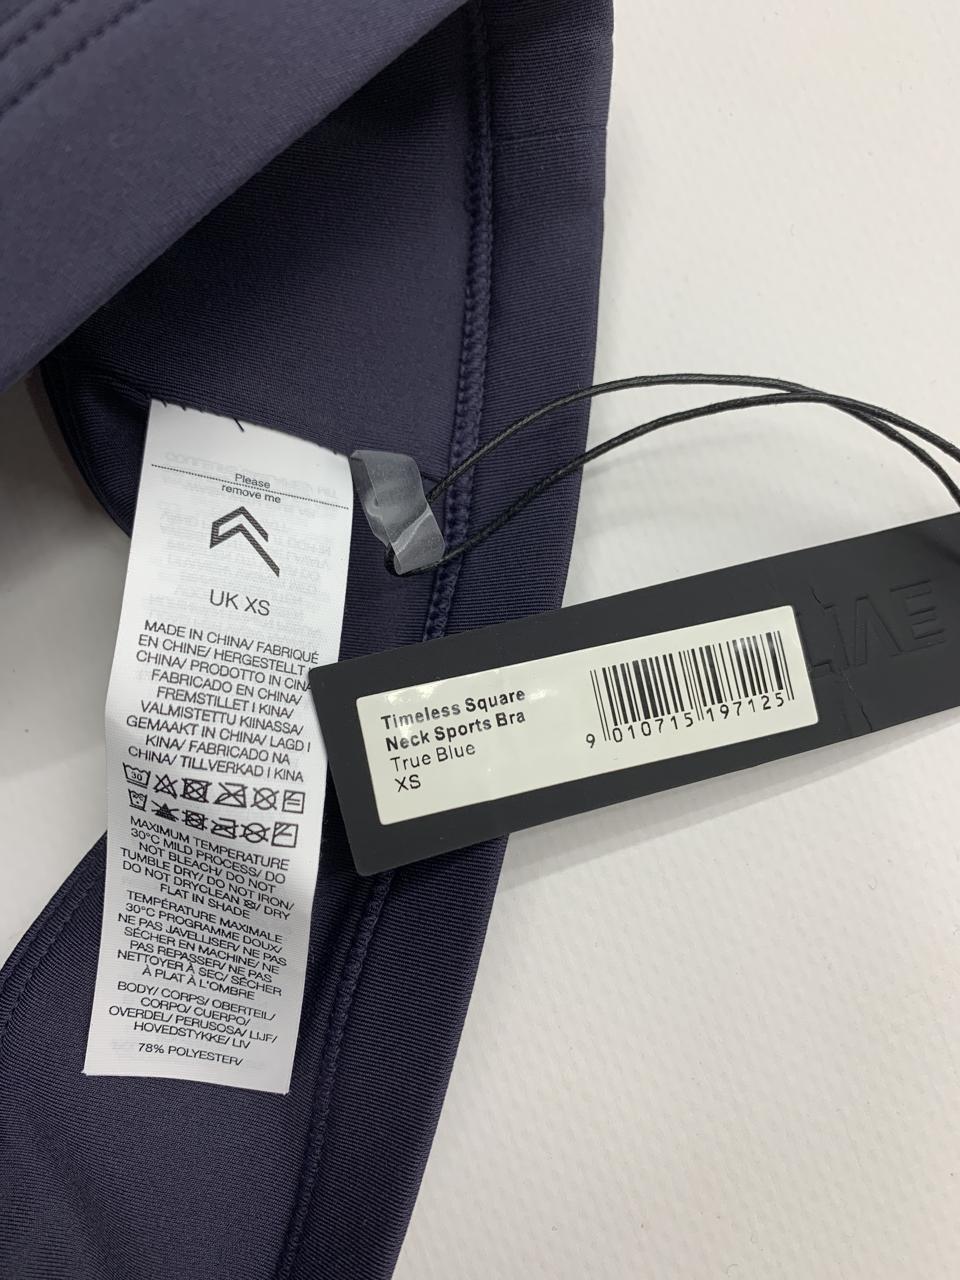 Please
remove me
UK XS
MADE IN CHINA/ FABRIQUÉ
EN CHINE/ HERGESTELLT
CHINA/ PRODOTTO IN CINA
FABRICADO EN CHINA/
FREMSTILLET I KINA/
VALMISTETTU KIINASSA/
GEMAAKT IN CHINA/ LAGD I
KINA/ FABRICADO NA
CHINA/ TILLVERKAD I KINA
30
MAXIMUM TEMPERATURE
30°C MILD PROCESS/ DO
NOT BLEACH/ DO NOT
TUMBLE DRY/ DO NOT IRON/
DO NOT DRYCLEAN / DRY
FLAT IN SHADE
TEMPÉRATURE MAXIMALE
30°C PROGRAMME DOUX/
NE PAS JAVELLISER/ NE PAS
SÉCHER EN MACHINE/ NE
PAS REPASSER/ NE PAS
NETTOYER À SEC/ SÉCHER
À PLAT À L'OMBRE
BODY/ CORPS/ OBERTEIL/
CORPO/ CUERPO/
OVERDEL/ PERUSOSA/ LIJF/
HOVEDSTYKKE/ LIV
78% POLYESTER/
Timeless Square
Neck Sports Bra
True Blue
XS
9 010715 197125